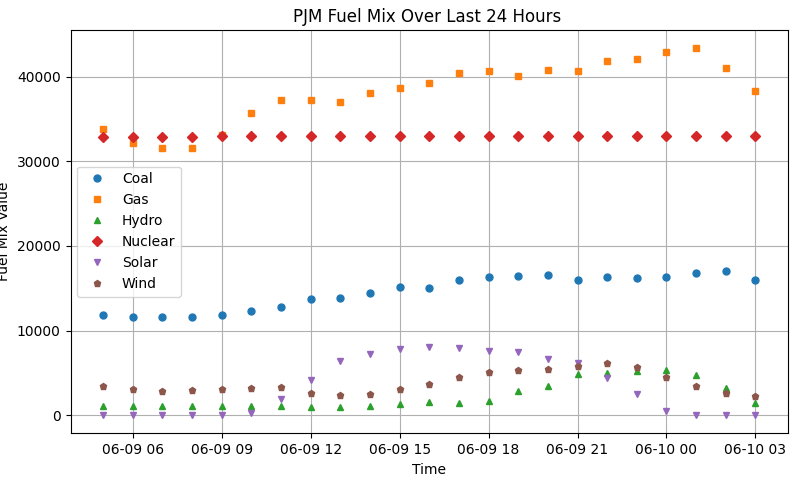 PJM Fuel Mix Over Last 24 Hours
40000
30000
20000
10000
0
Fuel Mix Value
Coal
Gas
Hydro
Nuclear
Solar
Wind
06-09 06 06-09 09 06-09 12 06-09 15 06-09 18 06-09 21 06-10 00 06-10 03
Time